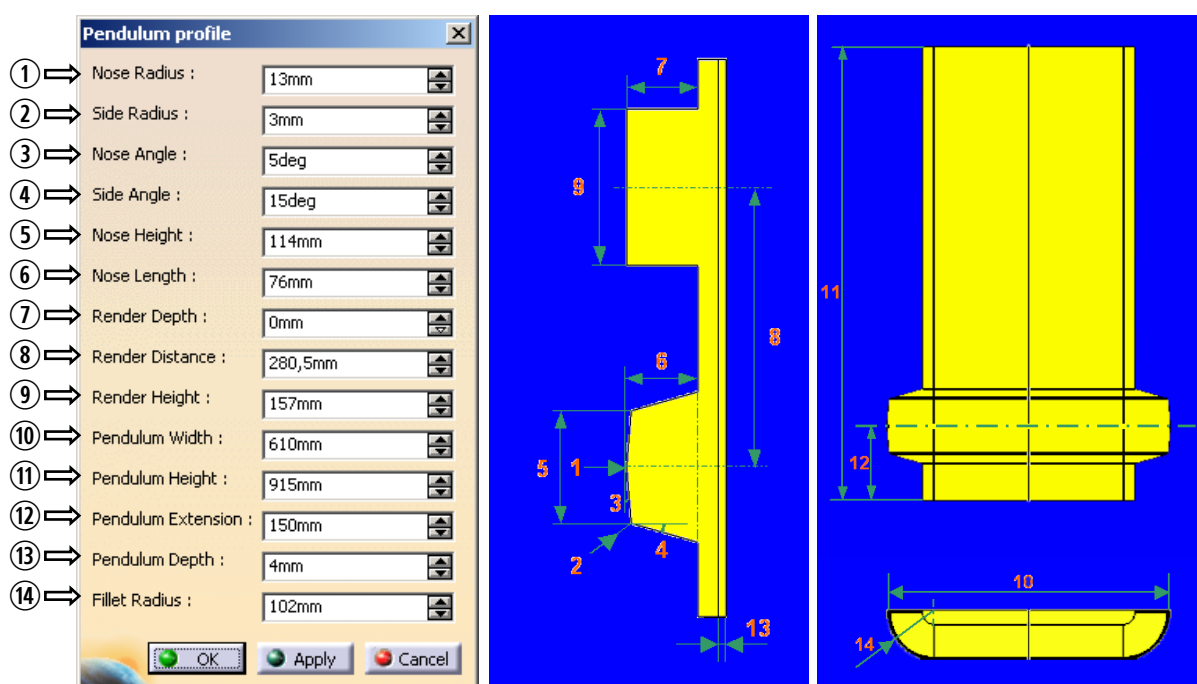 Pendulum profile
① Nose Radius : 13mm
② Side Radius : 3mm
③ Nose Angle : 5deg
④ Side Angle : 15deg
⑤ Nose Height : 114mm
⑥ Nose Length : 76mm
⑦ Render Depth : 0mm
⑧ Render Distance : 280,5mm
⑨ Render Height : 157mm
⑩ Pendulum Width : 610mm
⑪ Pendulum Height : 915mm
⑫ Pendulum Extension : 150mm
⑬ Pendulum Depth : 4mm
⑭ Fillet Radius : 102mm
OK Apply Cancel
7
9
8
6
5 1
3
4
2
13
11
12
10
14